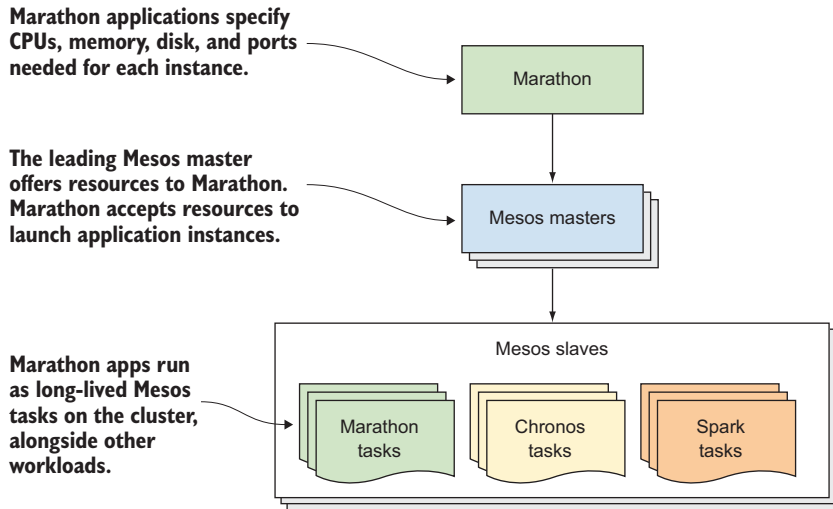 Marathon applications specify
CPUs, memory, disk, and ports
needed for each instance.
Marathon
The leading Mesos master
offers resources to Marathon.
Marathon accepts resources to
launch application instances.
Mesos masters
Mesos slaves
Marathon apps run
as long-lived Mesos
tasks on the cluster,
alongside other
workloads.
Marathon
tasks
Chronos
tasks
Spark
tasks